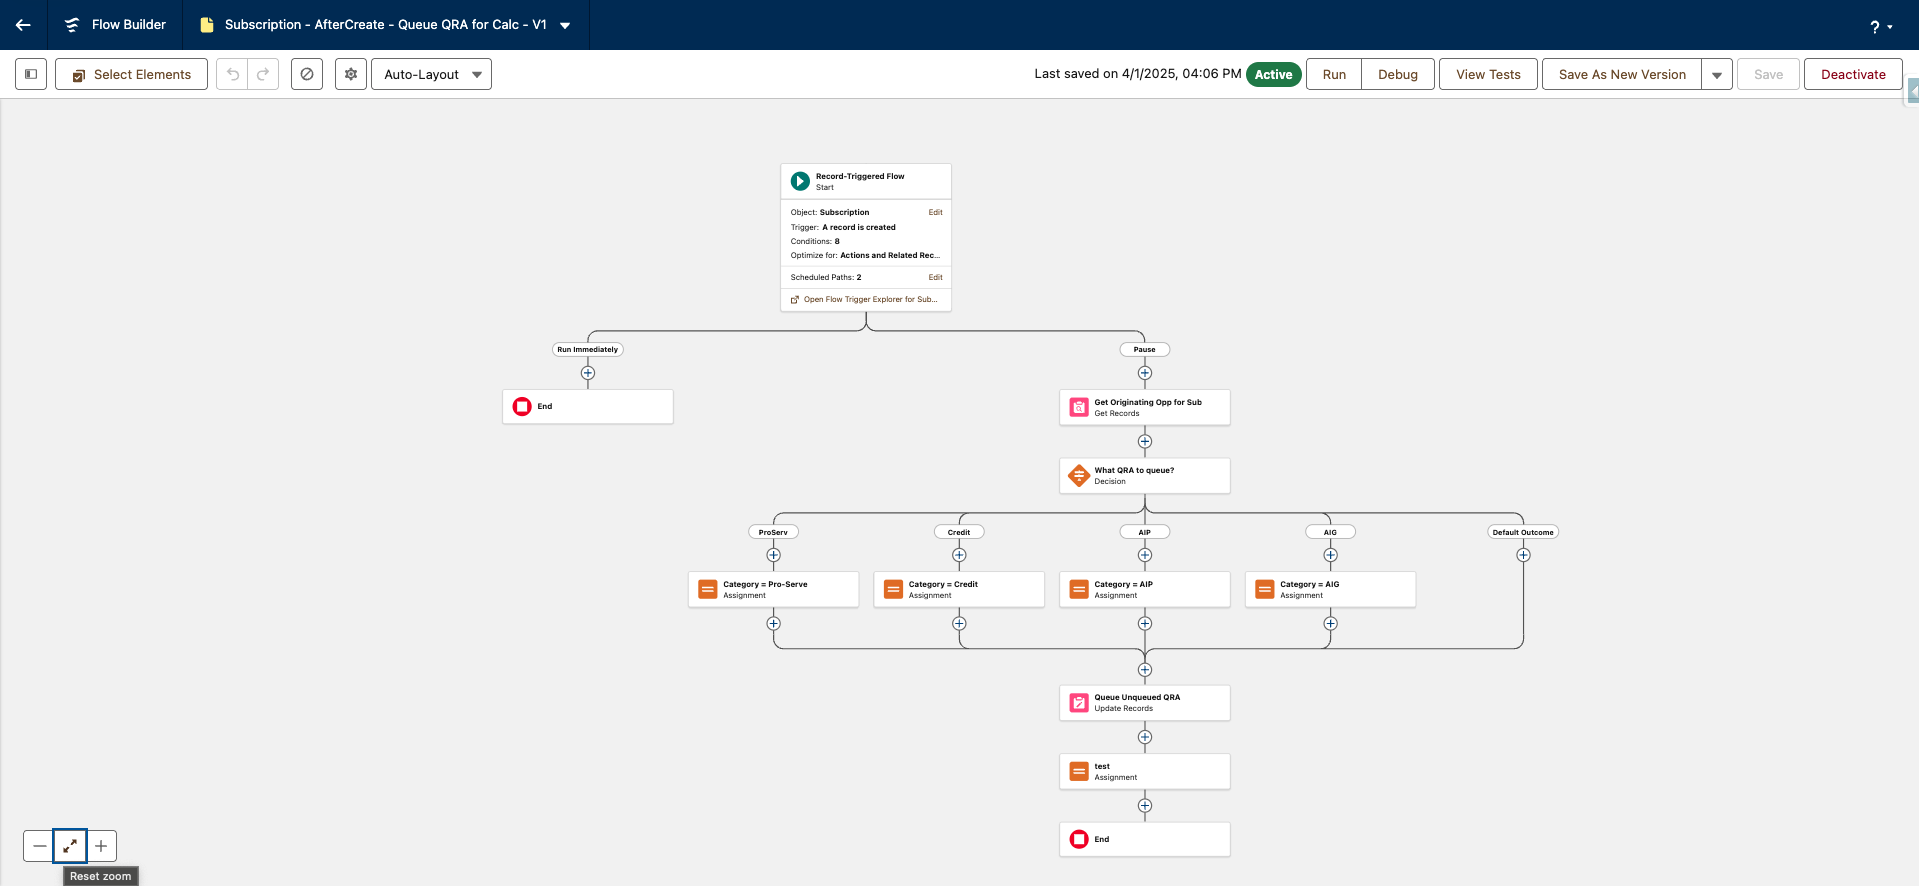 Flow Builder
Subscription - AfterCreate - Queue QRA for Calc - V1
?
Select Elements
Auto-Layout
Last saved on 4/1/2025, 04:06 PM
Active
Run
Debug
View Tests
Save As New Version
Save
Deactivate
Record-Triggered Flow
Start
Object: Subscription
Edit
Trigger: A record is created
Conditions: 8
Optimize for: Actions and Related Rec...
Scheduled Paths: 2
Edit
Open Flow Trigger Explorer for Sub...
Run Immediately
Pause
End
Get Originating Opp for Sub
Get Records
What QRA to queue?
Decision
ProServ
Credit
AIP
AIG
Default Outcome
Category = Pro-Serve
Assignment
Category = Credit
Assignment
Category = AIP
Assignment
Category = AIG
Assignment
Queue Unqueued QRA
Update Records
test
Assignment
End
Reset zoom